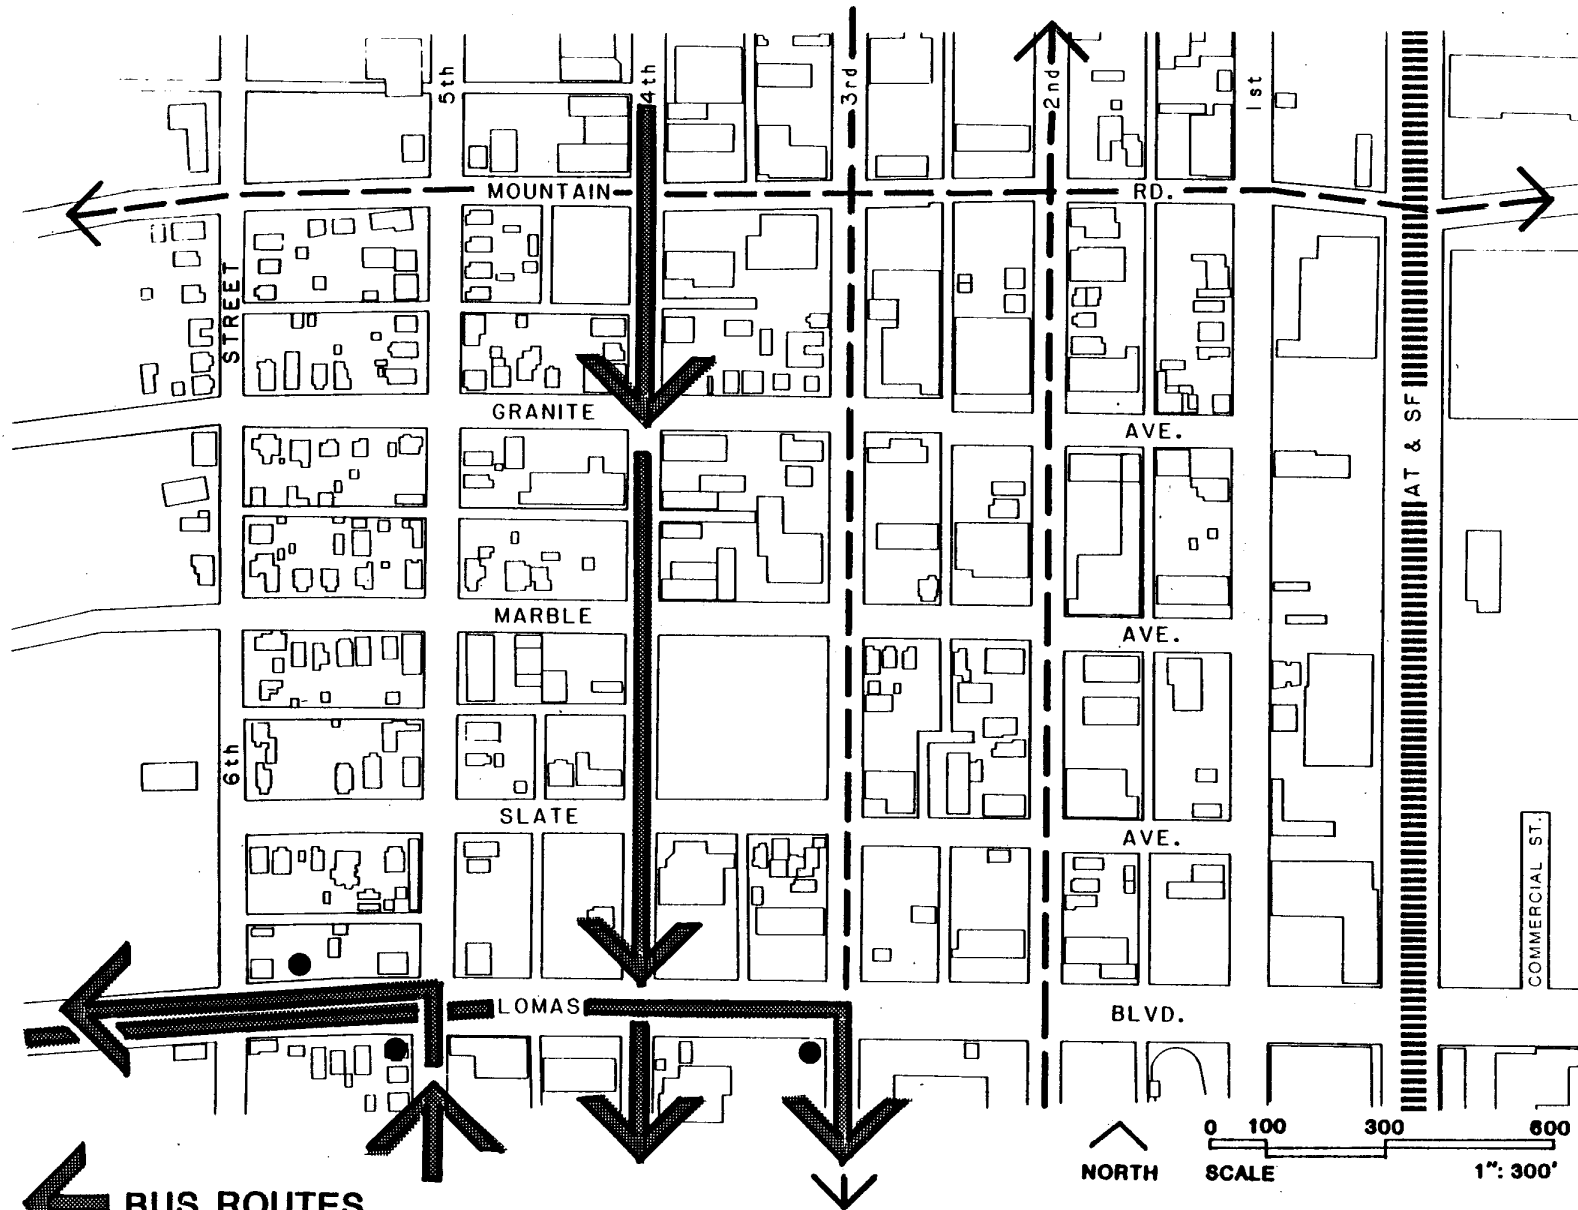 5th
4th
3rd
2nd
1st
MOUNTAIN
RD.
STREET
GRANITE
AVE.
AT & SF
MARBLE
AVE.
6th
SLATE
AVE.
COMMERCIAL ST.
LOMAS
BLVD.
0 100 300 600
NORTH
SCALE
1": 300'
BUS ROUTES